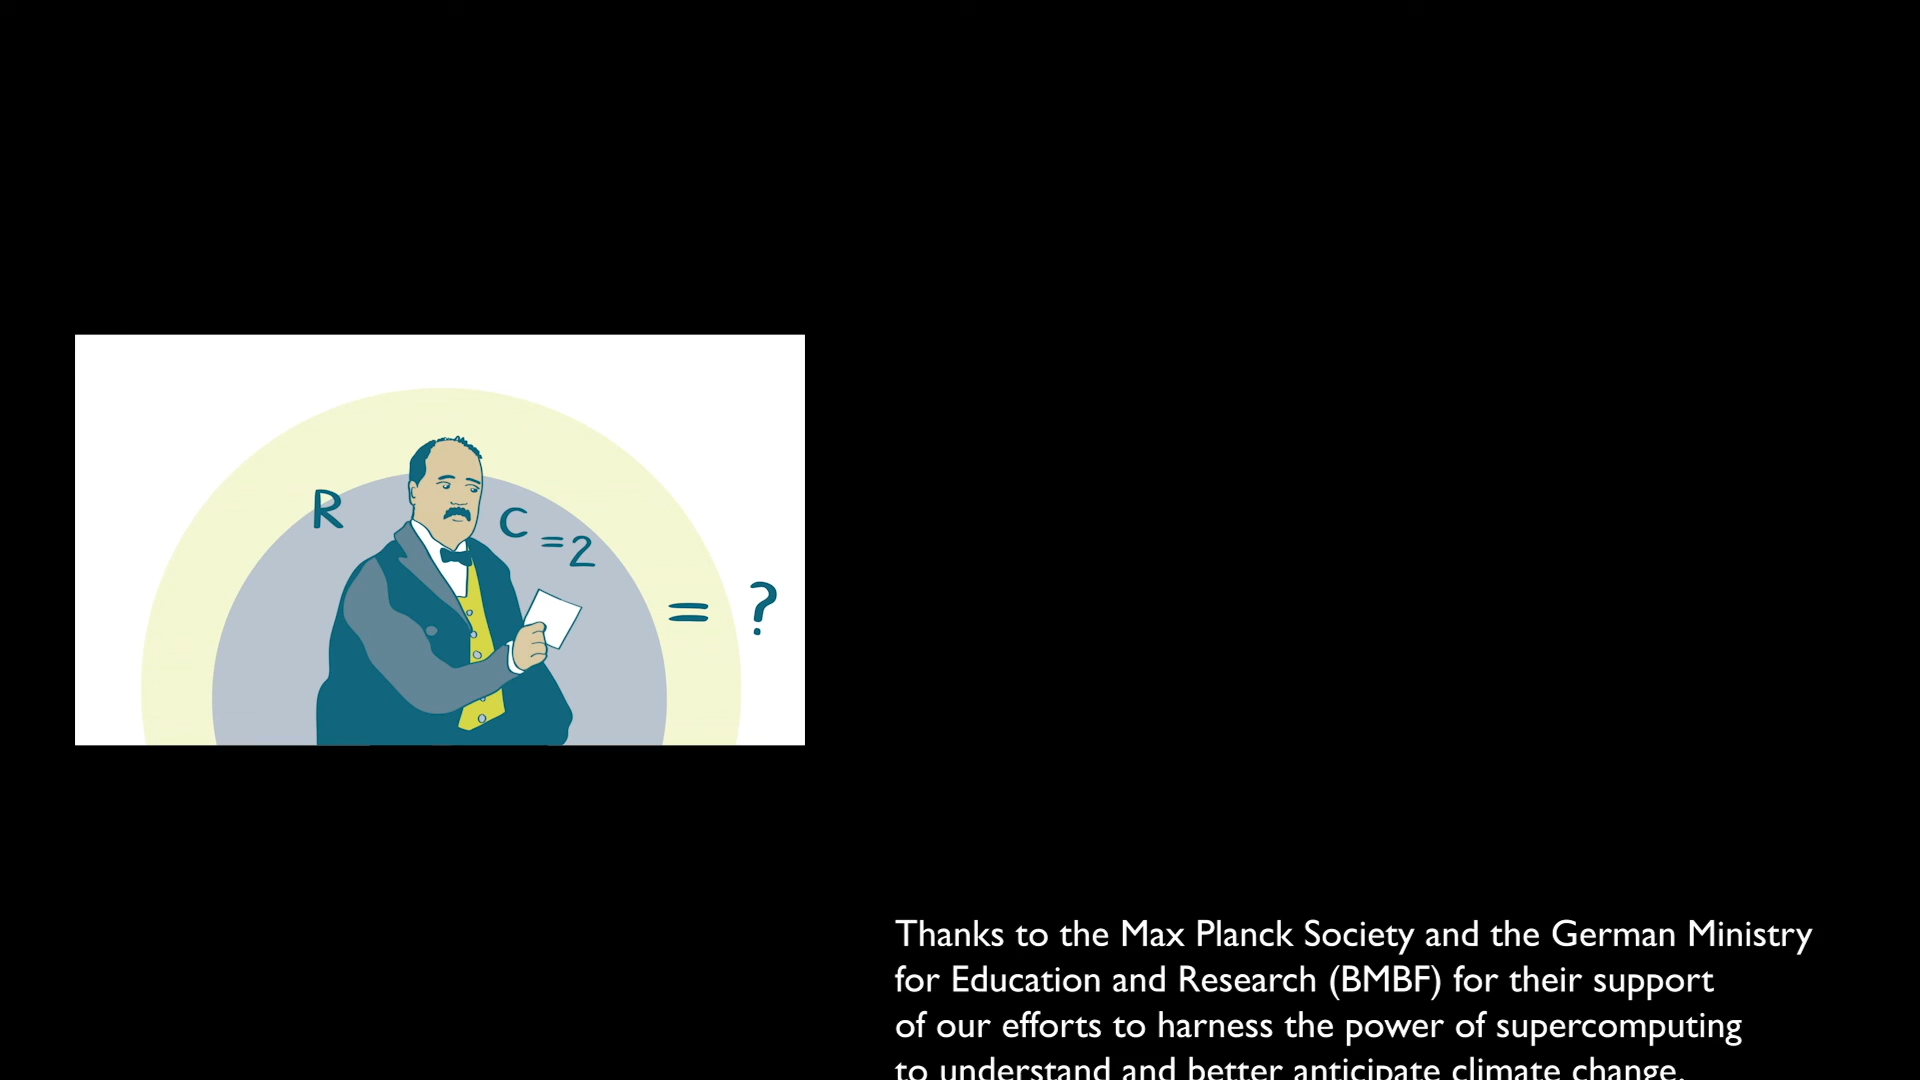 R
C
=2
= ?
Thanks to the Max Planck Society and the German Ministry
for Education and Research (BMBF) for their support
of our efforts to harness the power of supercomputing
to understand and better anticipate climate change.